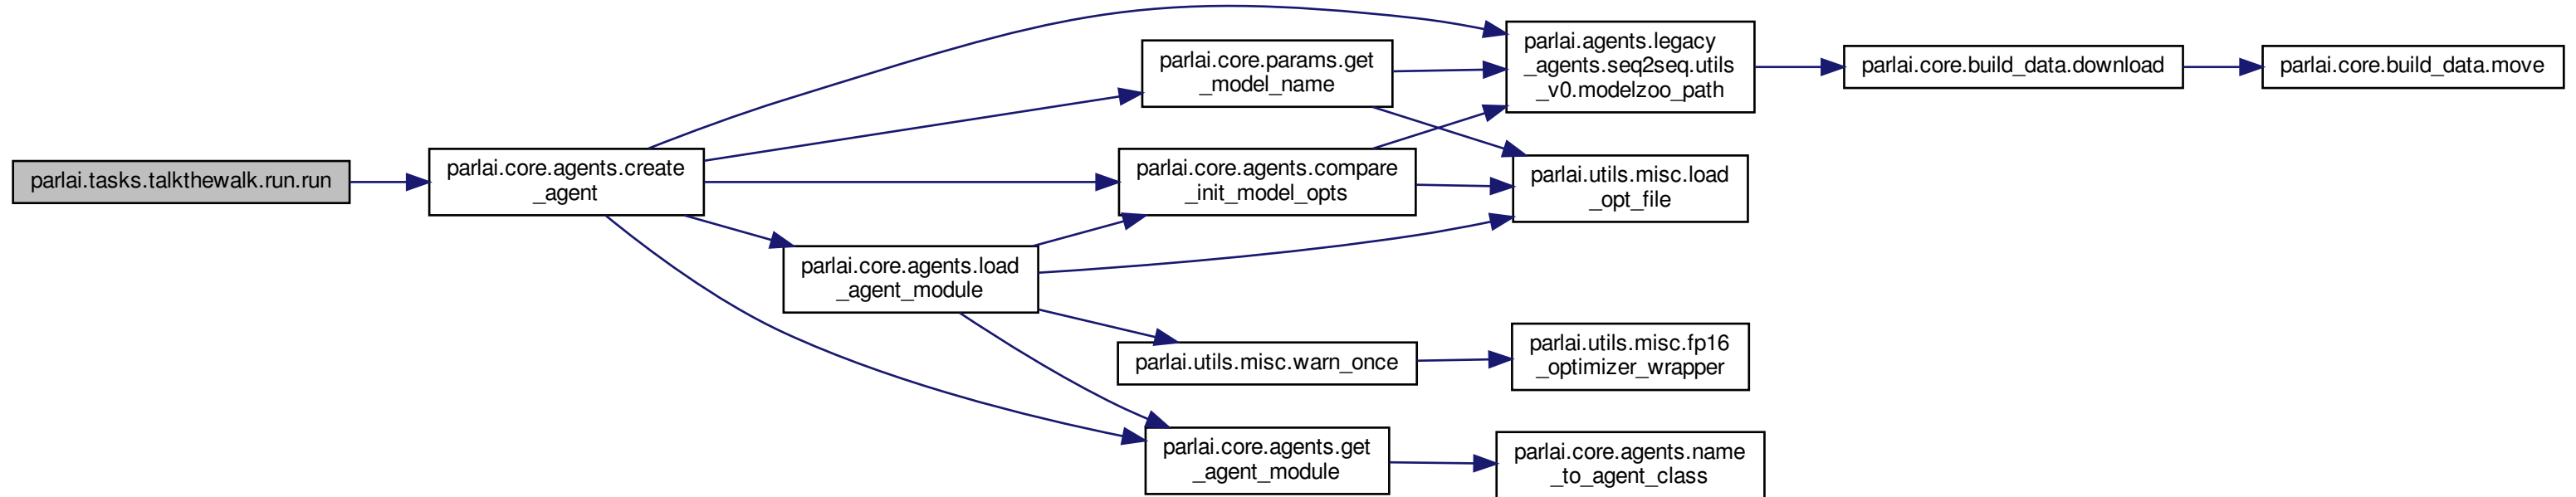 parlai.tasks.talkthewalk.run.run
parlai.core.agents.create
_agent
parlai.core.params.get
_model_name
parlai.core.agents.compare
_init_model_opts
parlai.core.agents.load
_agent_module
parlai.utils.misc.warn_once
parlai.core.agents.get
_agent_module
parlai.agents.legacy
_agents.seq2seq.utils
_v0.modelzoo_path
parlai.utils.misc.load
_opt_file
parlai.utils.misc.fp16
_optimizer_wrapper
parlai.core.agents.name
_to_agent_class
parlai.core.build_data.download
parlai.core.build_data.move